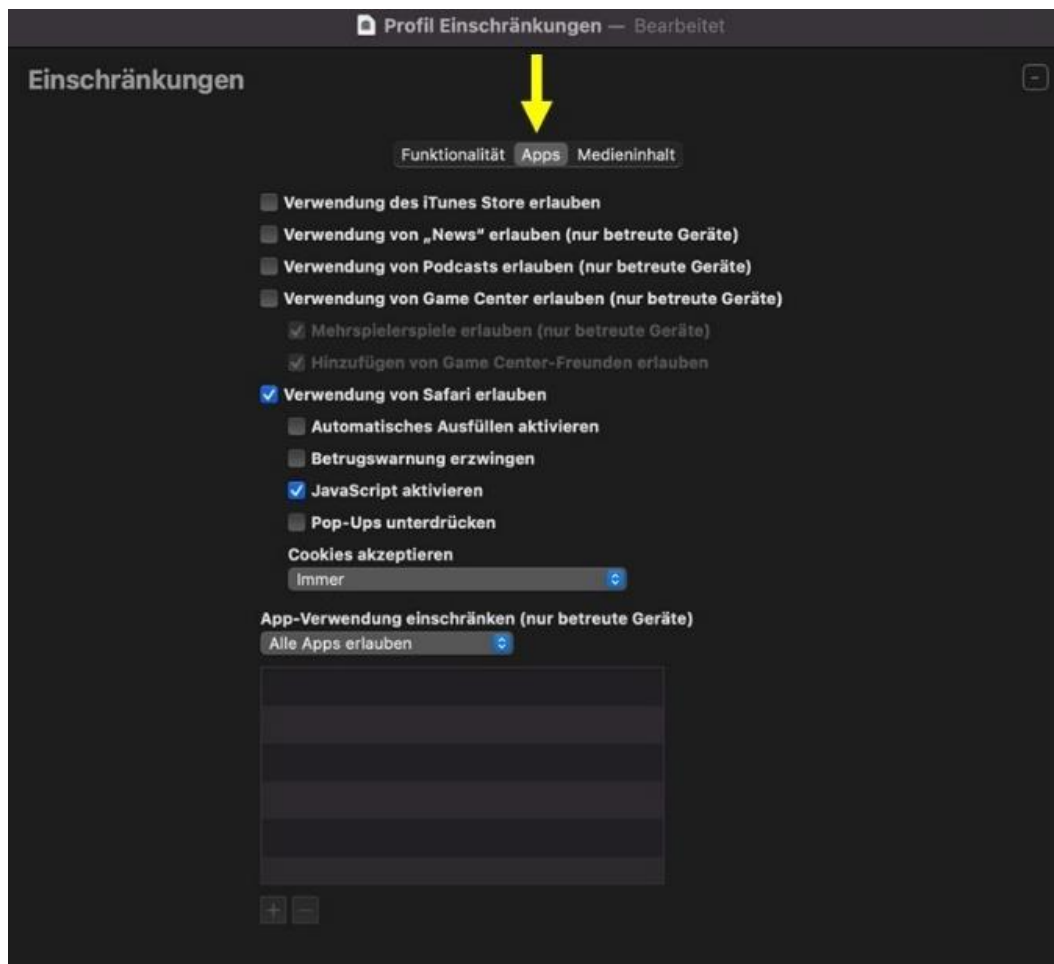 Profil Einschränkungen — Bearbeitet
Einschränkungen
Funktionalität Apps Medieninhalt
Verwendung des iTunes Store erlauben
Verwendung von „News“ erlauben (nur betreute Geräte)
Verwendung von Podcasts erlauben (nur betreute Geräte)
Verwendung von Game Center erlauben (nur betreute Geräte)
Mehrspielerspiele erlauben (nur betreute Geräte)
Hinzufügen von Game Center-Freunden erlauben
Verwendung von Safari erlauben
Automatisches Ausfüllen aktivieren
Betrugswarnung erzwingen
JavaScript aktivieren
Pop-Ups unterdrücken
Cookies akzeptieren
Immer
App-Verwendung einschränken (nur betreute Geräte)
Alle Apps erlauben